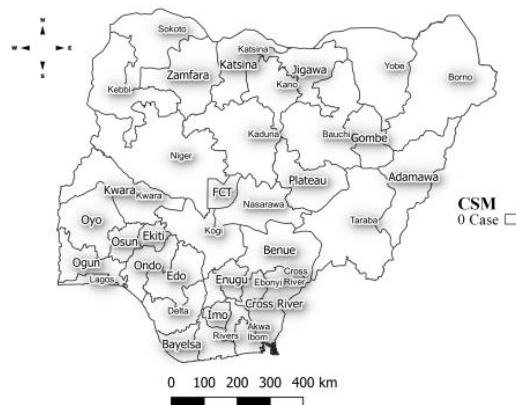 N
W E
S
Sokoto
Katsina
Katsina
Zamfara
Jigawa
Yobe
Borno
Kebbi
Kano
Kaduna
Bauchi
Gombe
Niger
Plateau
Adamawa
Kwara
Kwara
FCT
Nasarawa
Taraba
Oyo
Kogi
Osun
Ekiti
Benue
Ogun
Ondo
Edo
Enugu
Ebonyi
Cross
River
Lagos
Cross River
Delta
Imo
Akwa
Ibom
Rivers
Bayelsa
CSM
0 Case
0 100 200 300 400 km